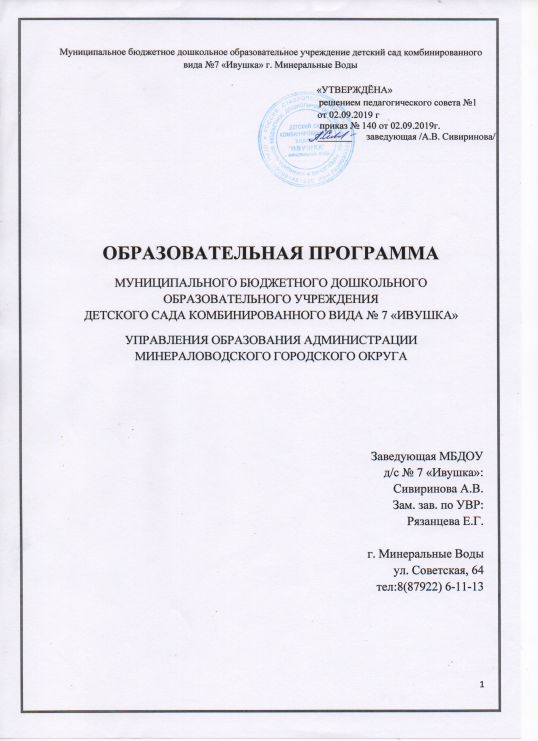 Муниципальное бюджетное дошкольное образовательное учреждение детский сад комбинированного
вида №7 «Ивушка» г. Минеральные Воды
«УТВЕРЖДЁНА»
решением педагогического совета №1
от 02.09.2019 г
приказ № 140 от 02.09.2019г.
заведующая /А.В. Сивиринова/
ОБРАЗОВАТЕЛЬНАЯ ПРОГРАММА
МУНИЦИПАЛЬНОГО БЮДЖЕТНОГО ДОШКОЛЬНОГО
ОБРАЗОВАТЕЛЬНОГО УЧРЕЖДЕНИЯ
ДЕТСКОГО САДА КОМБИНИРОВАННОГО ВИДА № 7 «ИВУШКА»
УПРАВЛЕНИЯ ОБРАЗОВАНИЯ АДМИНИСТРАЦИИ
МИНЕРАЛОВОДСКОГО ГОРОДСКОГО ОКРУГА
Заведующая МБДОУ
д/с № 7 «Ивушка»:
Сивиринова А.В.
Зам. зав. по УВР:
Рязанцева Е.Г.
г. Минеральные Воды
ул. Советская, 64
тел:8(87922) 6-11-13
1